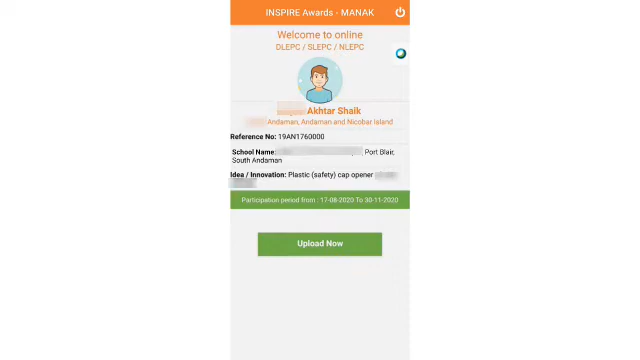 INSPIRE Awards - MANAK
Welcome to online
DLEPC / SLEPC / NLEPC
Akhtar Shaik
Andaman, Andaman and Nicobar Island
Reference No: 19AN1760000
School Name: Port Blair,
South Andaman
Idea / Innovation: Plastic (safety) cap opener
Participation period from : 17-08-2020 To 30-11-2020
Upload Now